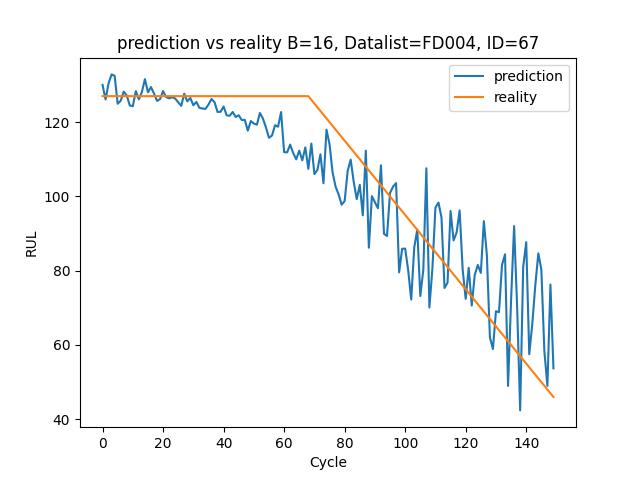 prediction vs reality B=16, Datalist=FD004, ID=67
prediction
reality
120
100
80
60
40
RUL
0 20 40 60 80 100 120 140
Cycle